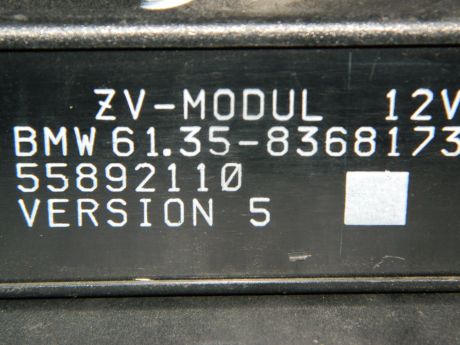 ZV-MODUL 12V
BMW 61.35-8368173
55892110
VERSION 5